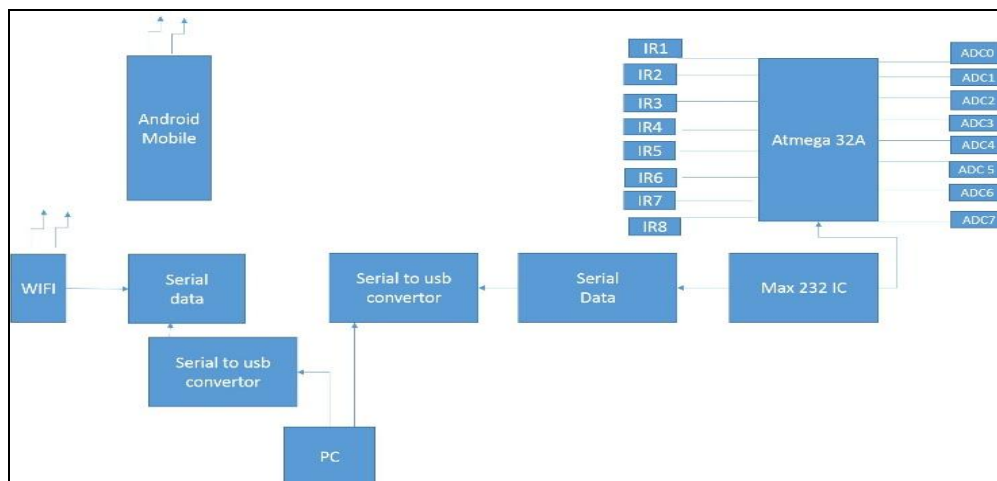 Android
Mobile
IR1
IR2
IR3
IR4
IR5
IR6
IR7
IR8
Atmega 32A
ADC0
ADC1
ADC2
ADC3
ADC4
ADC 5
ADC6
ADC7
WIFI
Serial
data
Serial to usb
convertor
Serial
Data
Max 232 IC
Serial to usb
convertor
PC